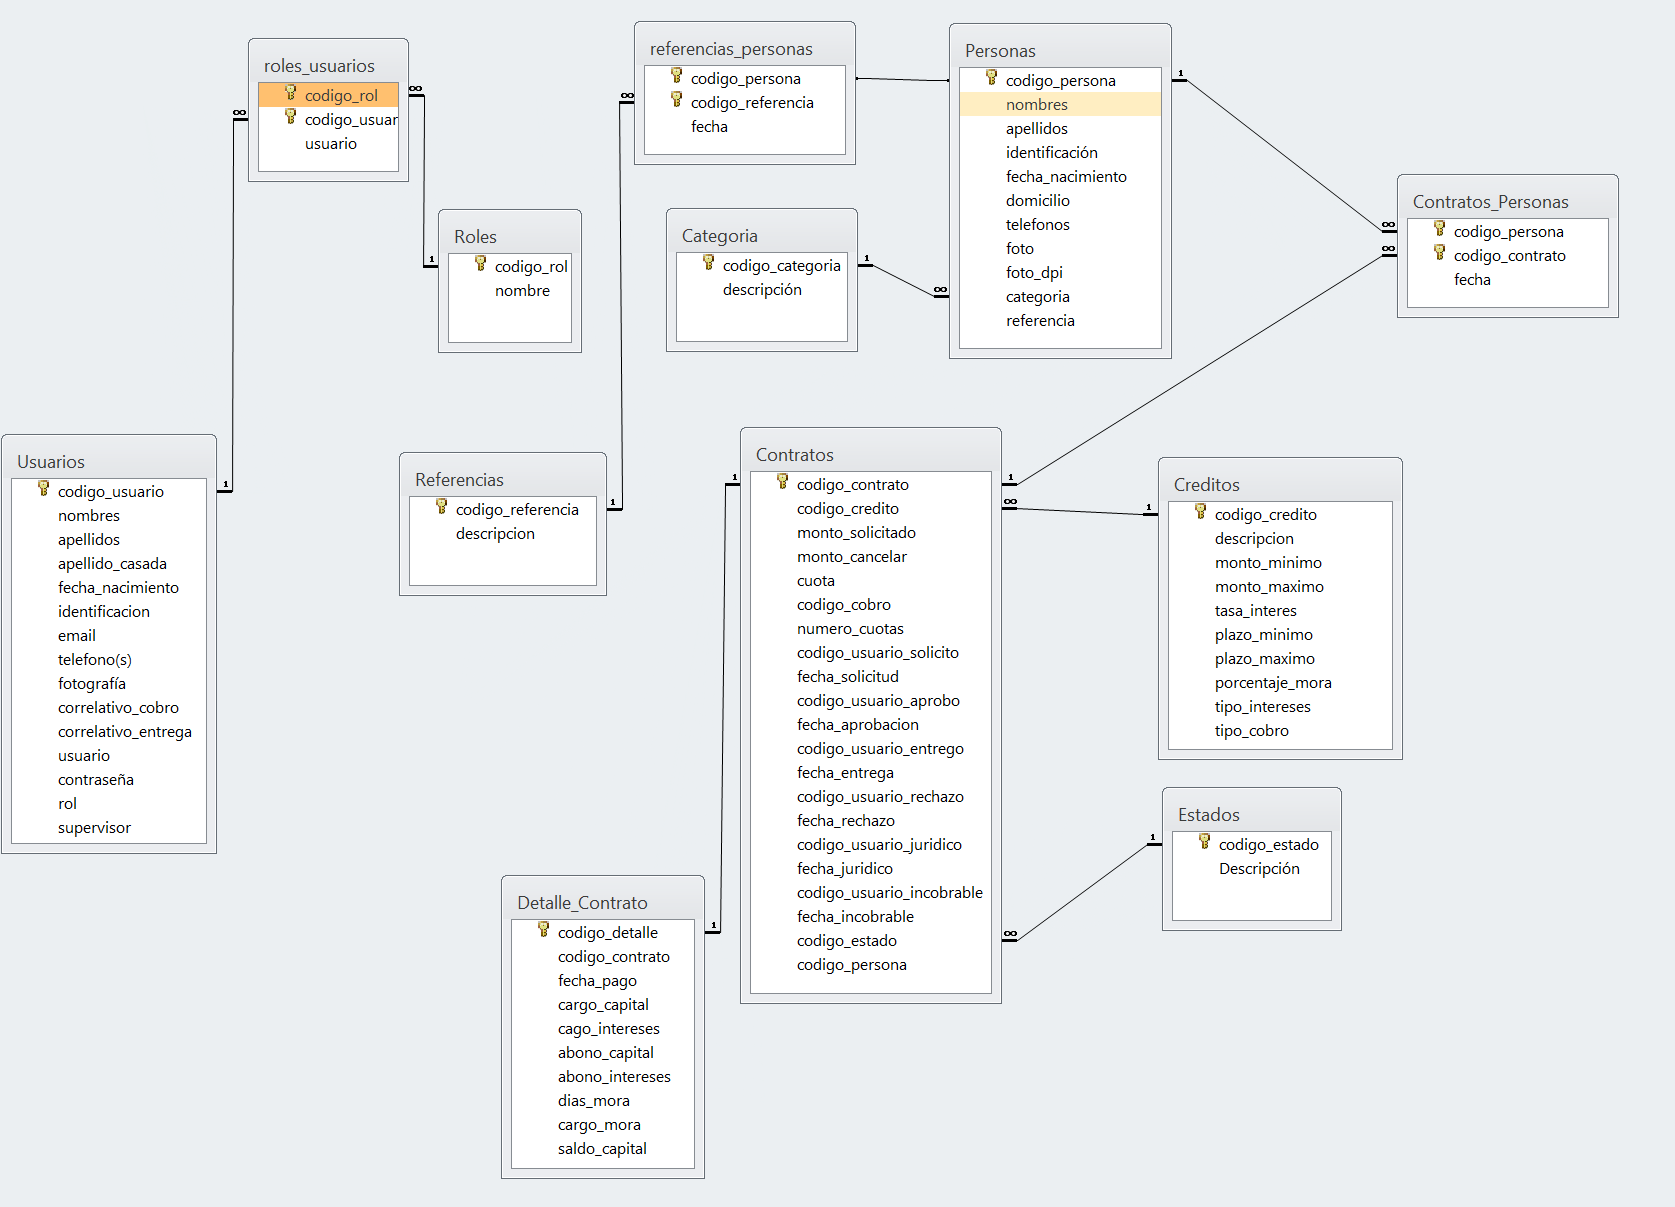 roles_usuarios
codigo_rol
codigo_usuar
usuario
referencias_personas
codigo_persona
codigo_referencia
fecha
Personas
codigo_persona
nombres
apellidos
identificación
fecha_nacimiento
domicilio
telefonos
foto
foto_dpi
categoria
referencia
Contratos_Personas
codigo_persona
codigo_contrato
fecha
Roles
codigo_rol
nombre
Categoria
codigo_categoria
descripción
Usuarios
codigo_usuario
nombres
apellidos
apellido_casada
fecha_nacimiento
identificacion
email
telefono(s)
fotografía
correlativo_cobro
correlativo_entrega
usuario
contraseña
rol
supervisor
Referencias
codigo_referencia
descripcion
Contratos
codigo_contrato
codigo_credito
monto_solicitado
monto_cancelar
cuota
codigo_cobro
numero_cuotas
codigo_usuario_solicito
fecha_solicitud
codigo_usuario_aprobo
fecha_aprobacion
codigo_usuario_entrego
fecha_entrega
codigo_usuario_rechazo
fecha_rechazo
codigo_usuario_juridico
fecha_juridico
codigo_usuario_incobrable
fecha_incobrable
codigo_estado
codigo_persona
Creditos
codigo_credito
descripcion
monto_minimo
monto_maximo
tasa_interes
plazo_minimo
plazo_maximo
porcentaje_mora
tipo_intereses
tipo_cobro
Estados
codigo_estado
Descripción
Detalle_Contrato
codigo_detalle
codigo_contrato
fecha_pago
cargo_capital
cago_intereses
abono_capital
abono_intereses
dias_mora
cargo_mora
saldo_capital
∞
1
∞
1
∞
1
1
∞
1
∞
∞
1
∞
1
1
1
1
∞